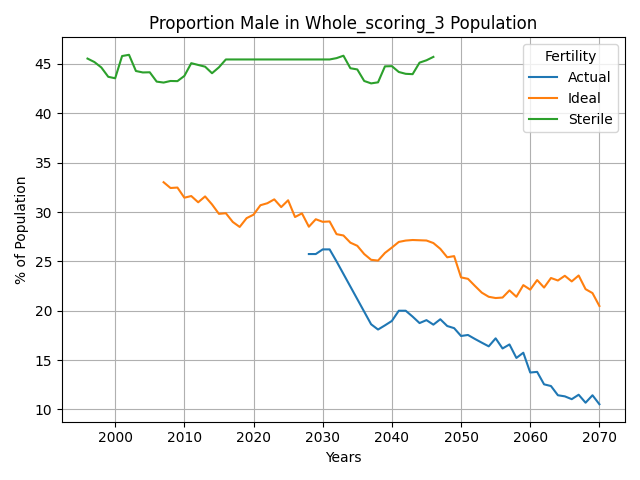 Proportion Male in Whole_scoring_3 Population
% of Population
45
40
35
30
25
20
15
10
Fertility
Actual
Ideal
Sterile
2000 2010 2020 2030 2040 2050 2060 2070
Years